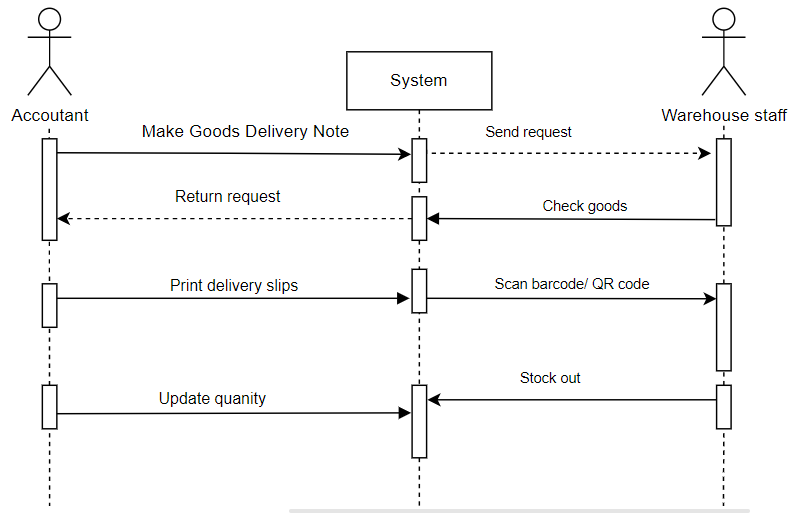 System
Accoutant
Warehouse staff
Make Goods Delivery Note
Send request
Return request
Check goods
Print delivery slips
Scan barcode/ QR code
Stock out
Update quanity